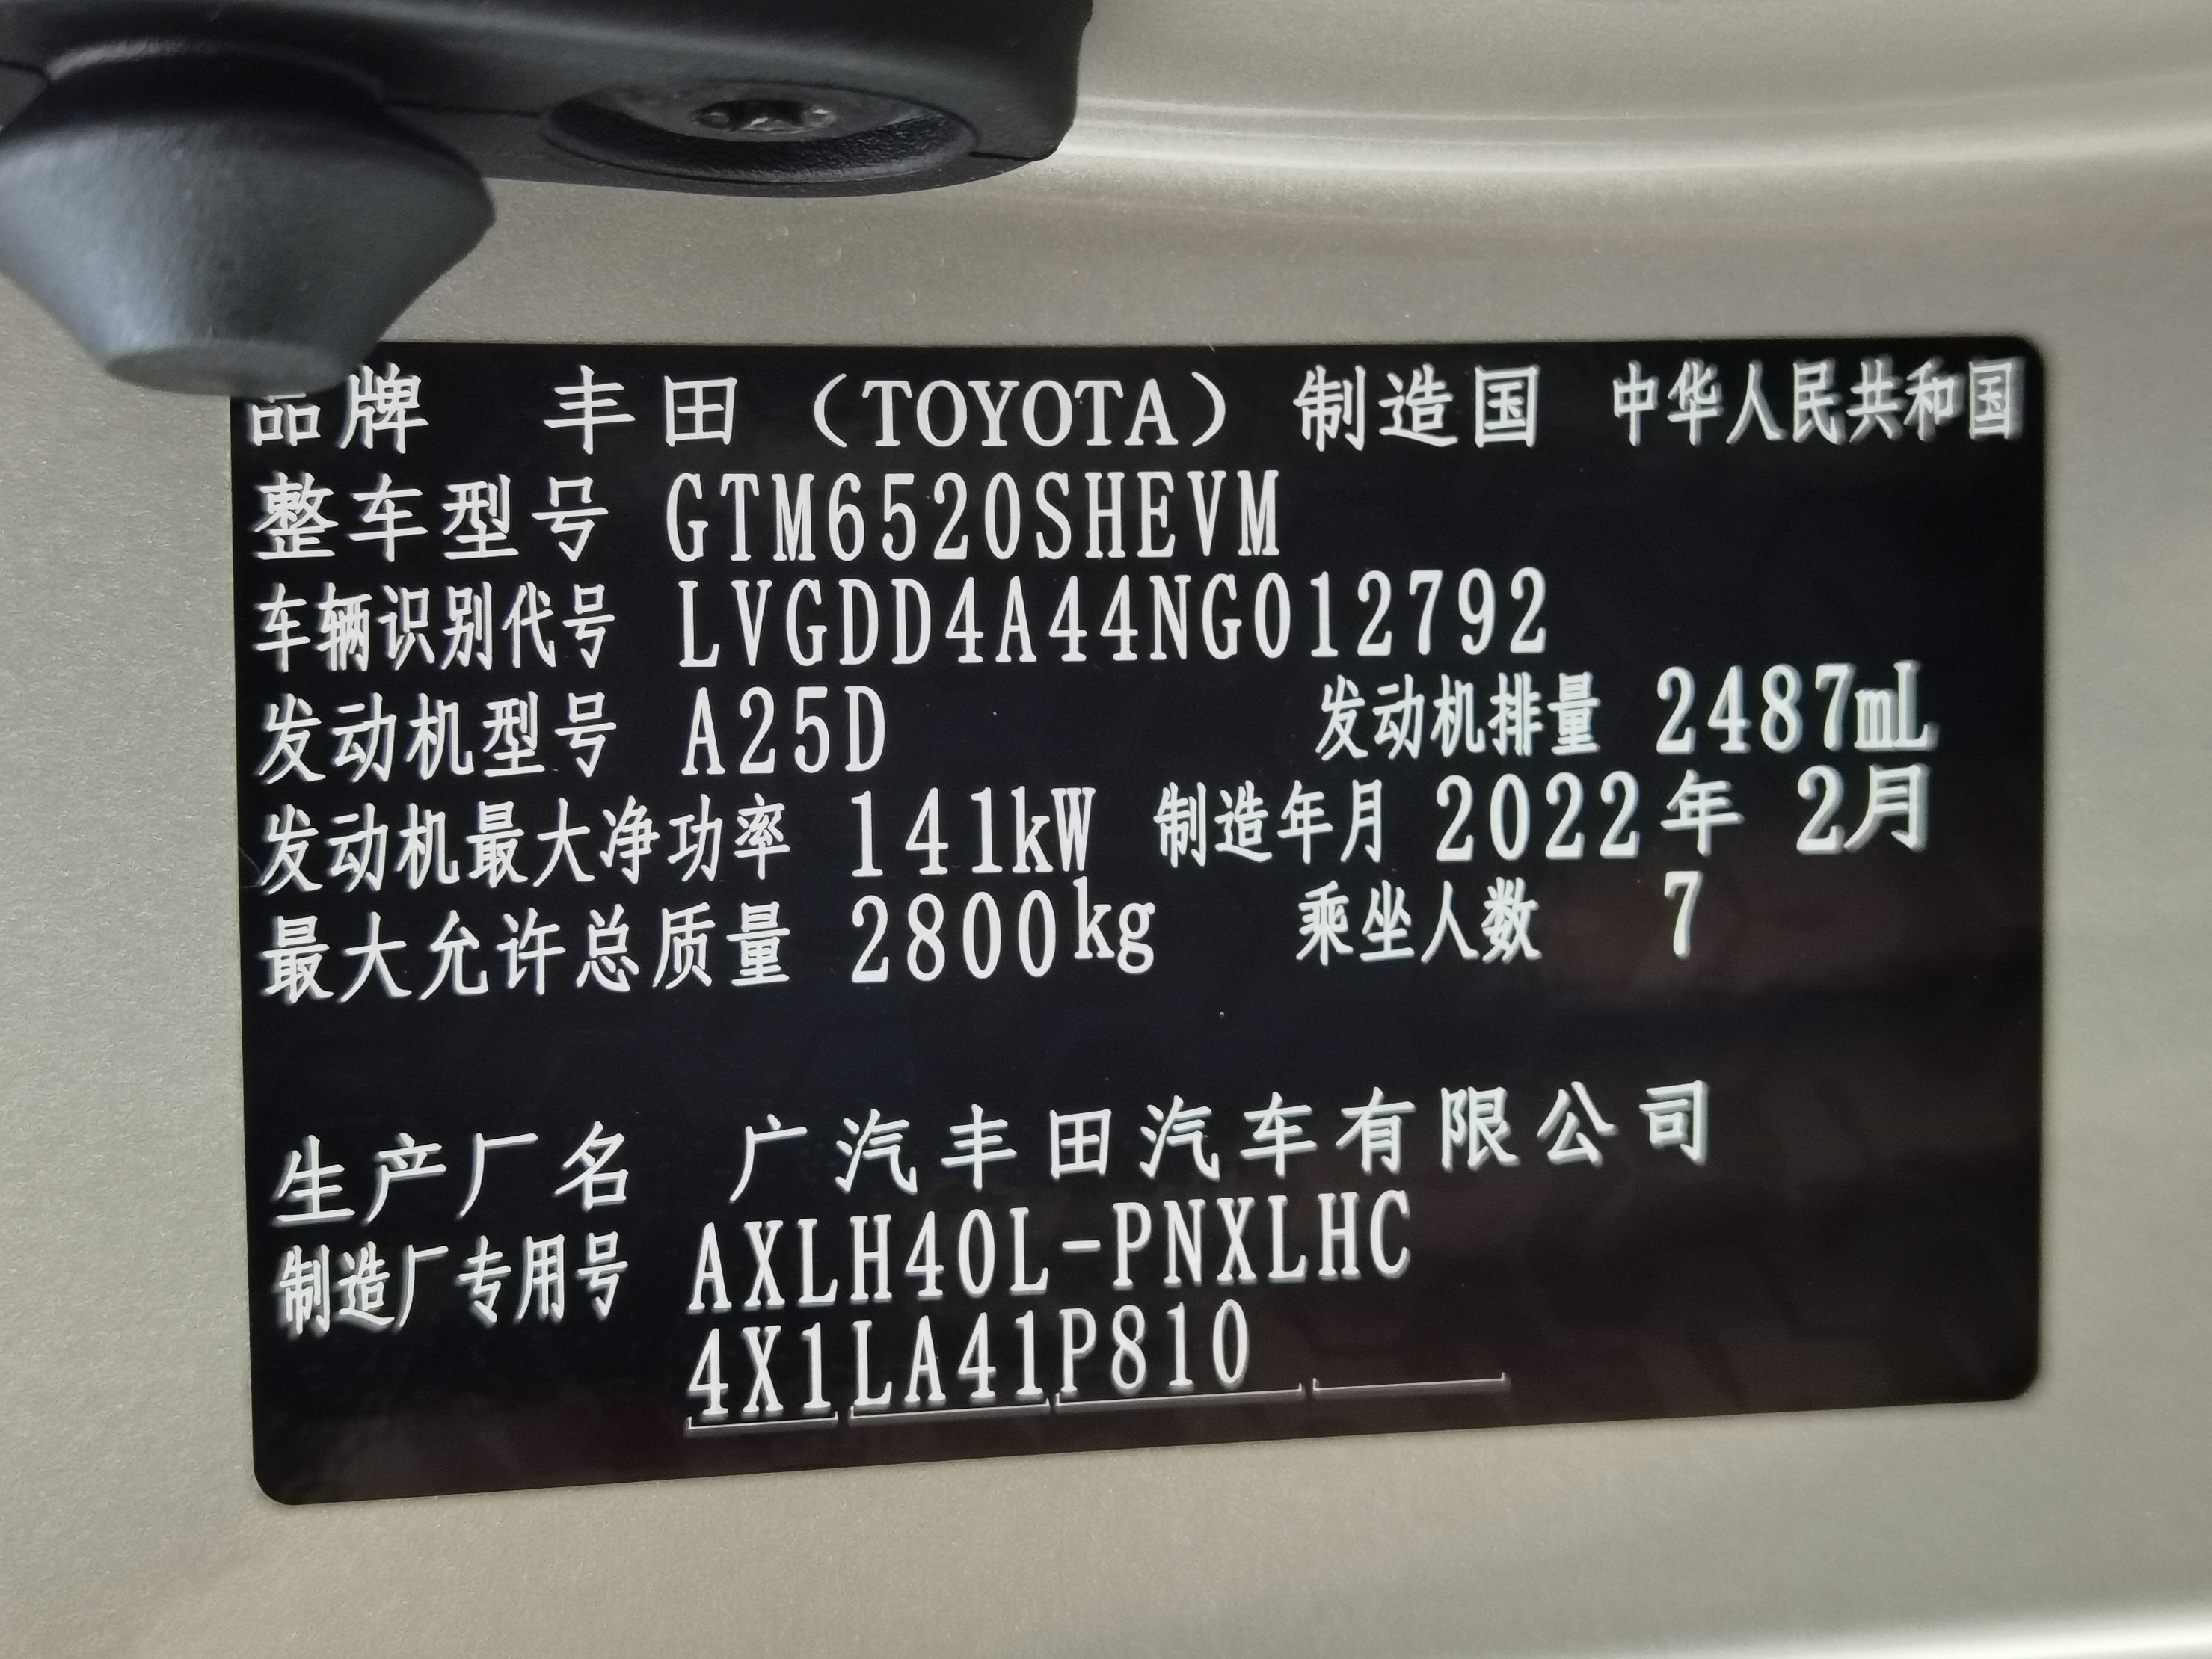 品牌 丰田（TOYOTA） 制造国 中华人民共和国
整车型号 GTM6520SHEVM
车辆识别代号 LVGDD4A44NG012792
发动机型号 A25D 发动机排量 2487mL
发动机最大净功率 141kW 制造年月 2022年 2月
最大允许总质量 2800kg 乘坐人数 7
生产厂名 广汽丰田汽车有限公司
制造厂专用号 AXLH40L-PNXLHC
4X1LA41P810